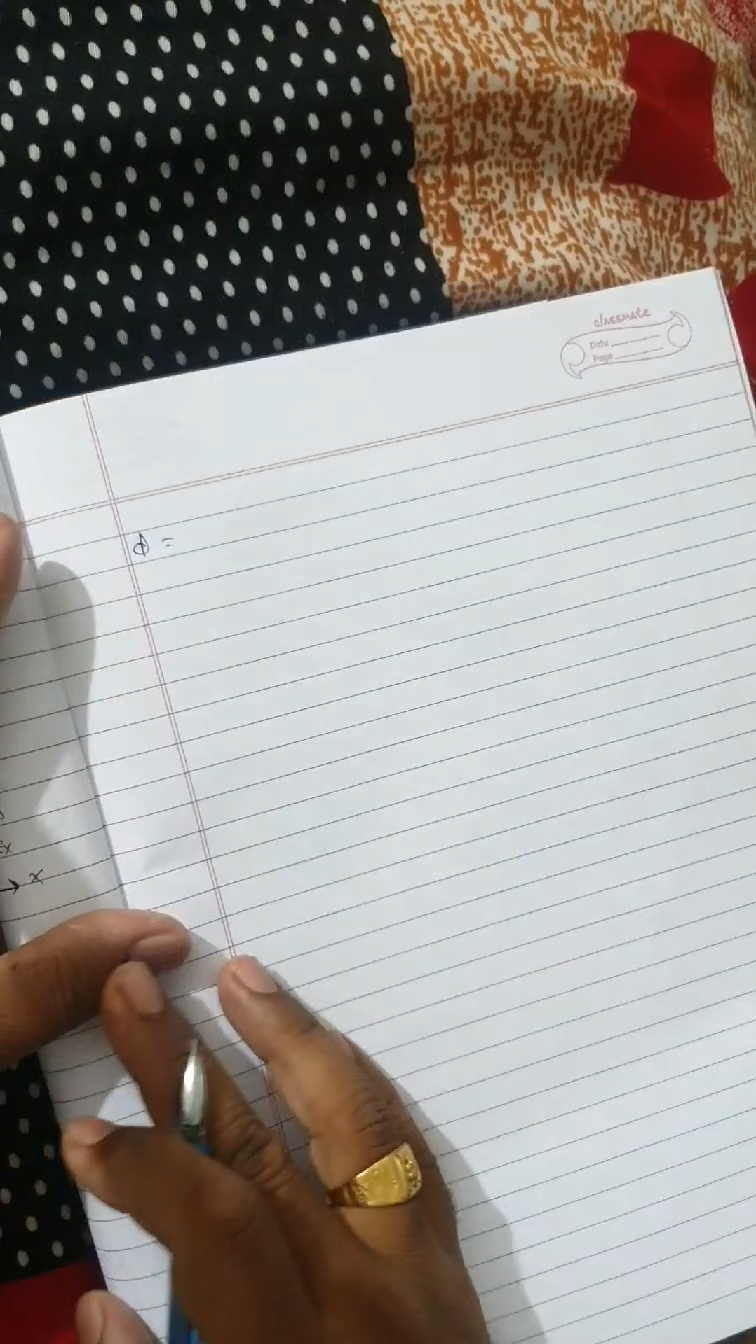 classmate
Date
Page
ϕ =
→ x